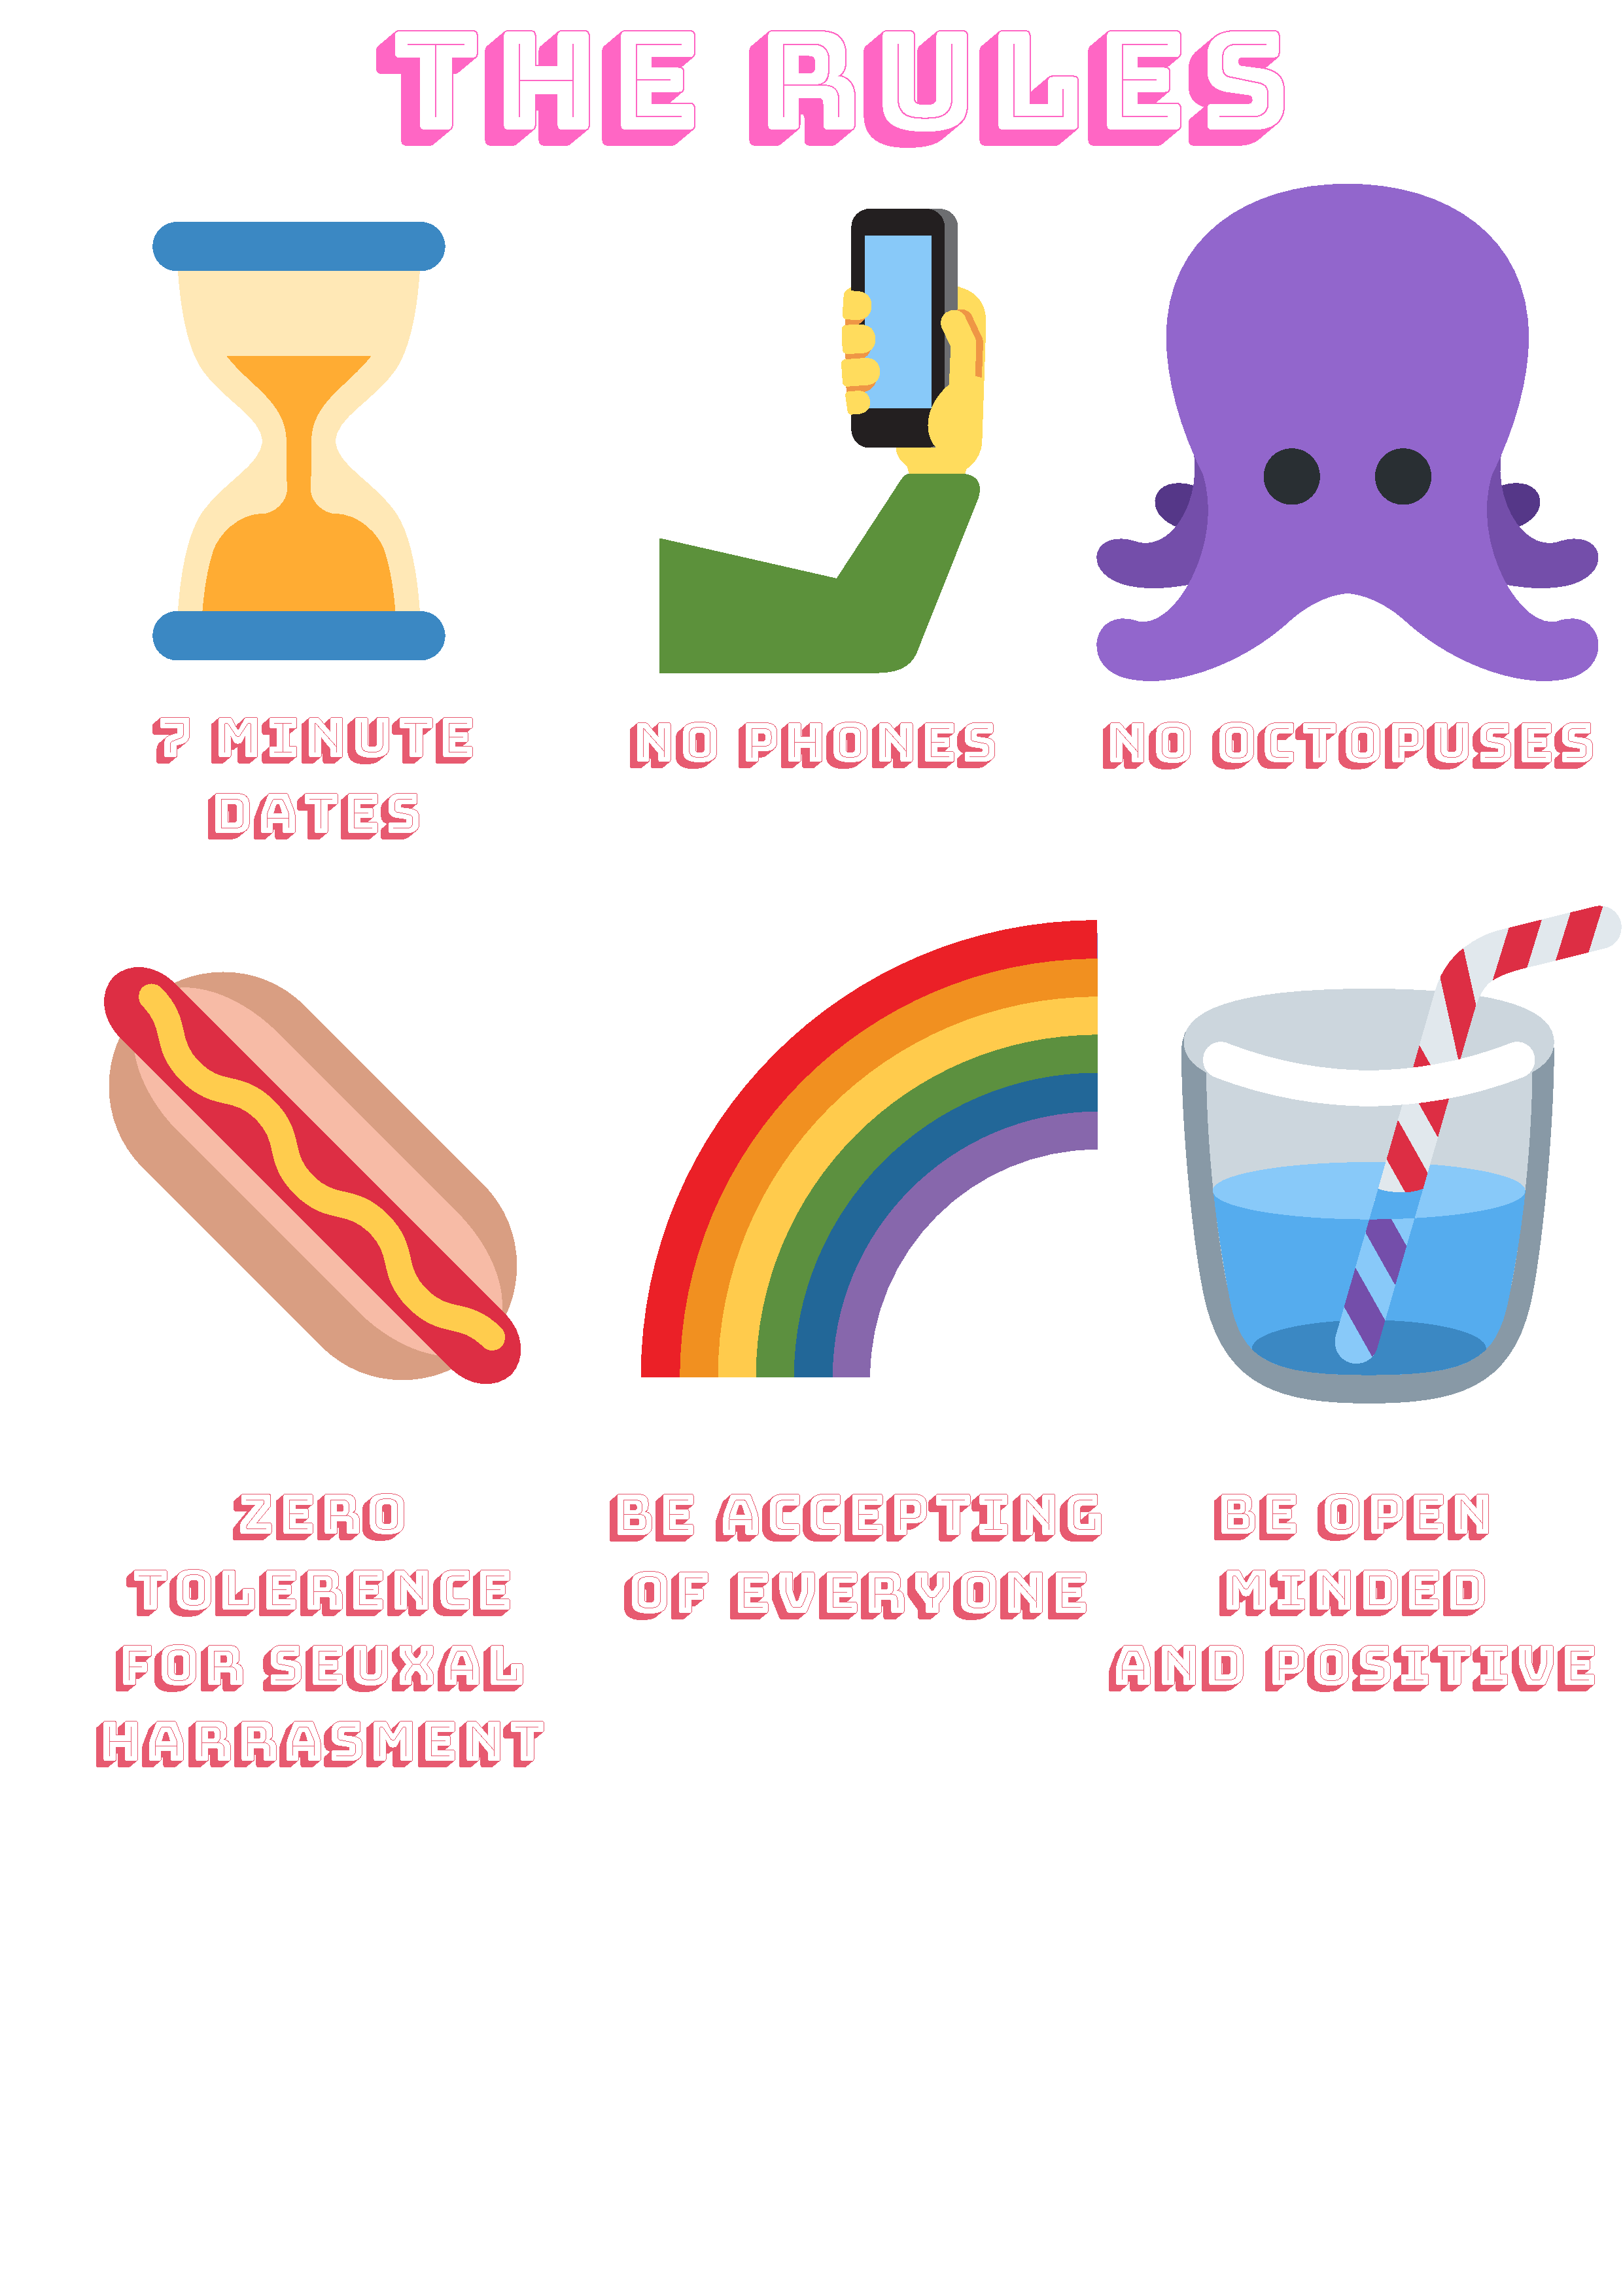 THE RULES
7 MINUTE
DATES
NO PHONES
NO OCTOPUSES
ZERO
TOLERENCE
FOR SEUXAL
HARRASMENT
BE ACCEPTING
OF EVERYONE
BE OPEN
MINDED
AND POSITIVE